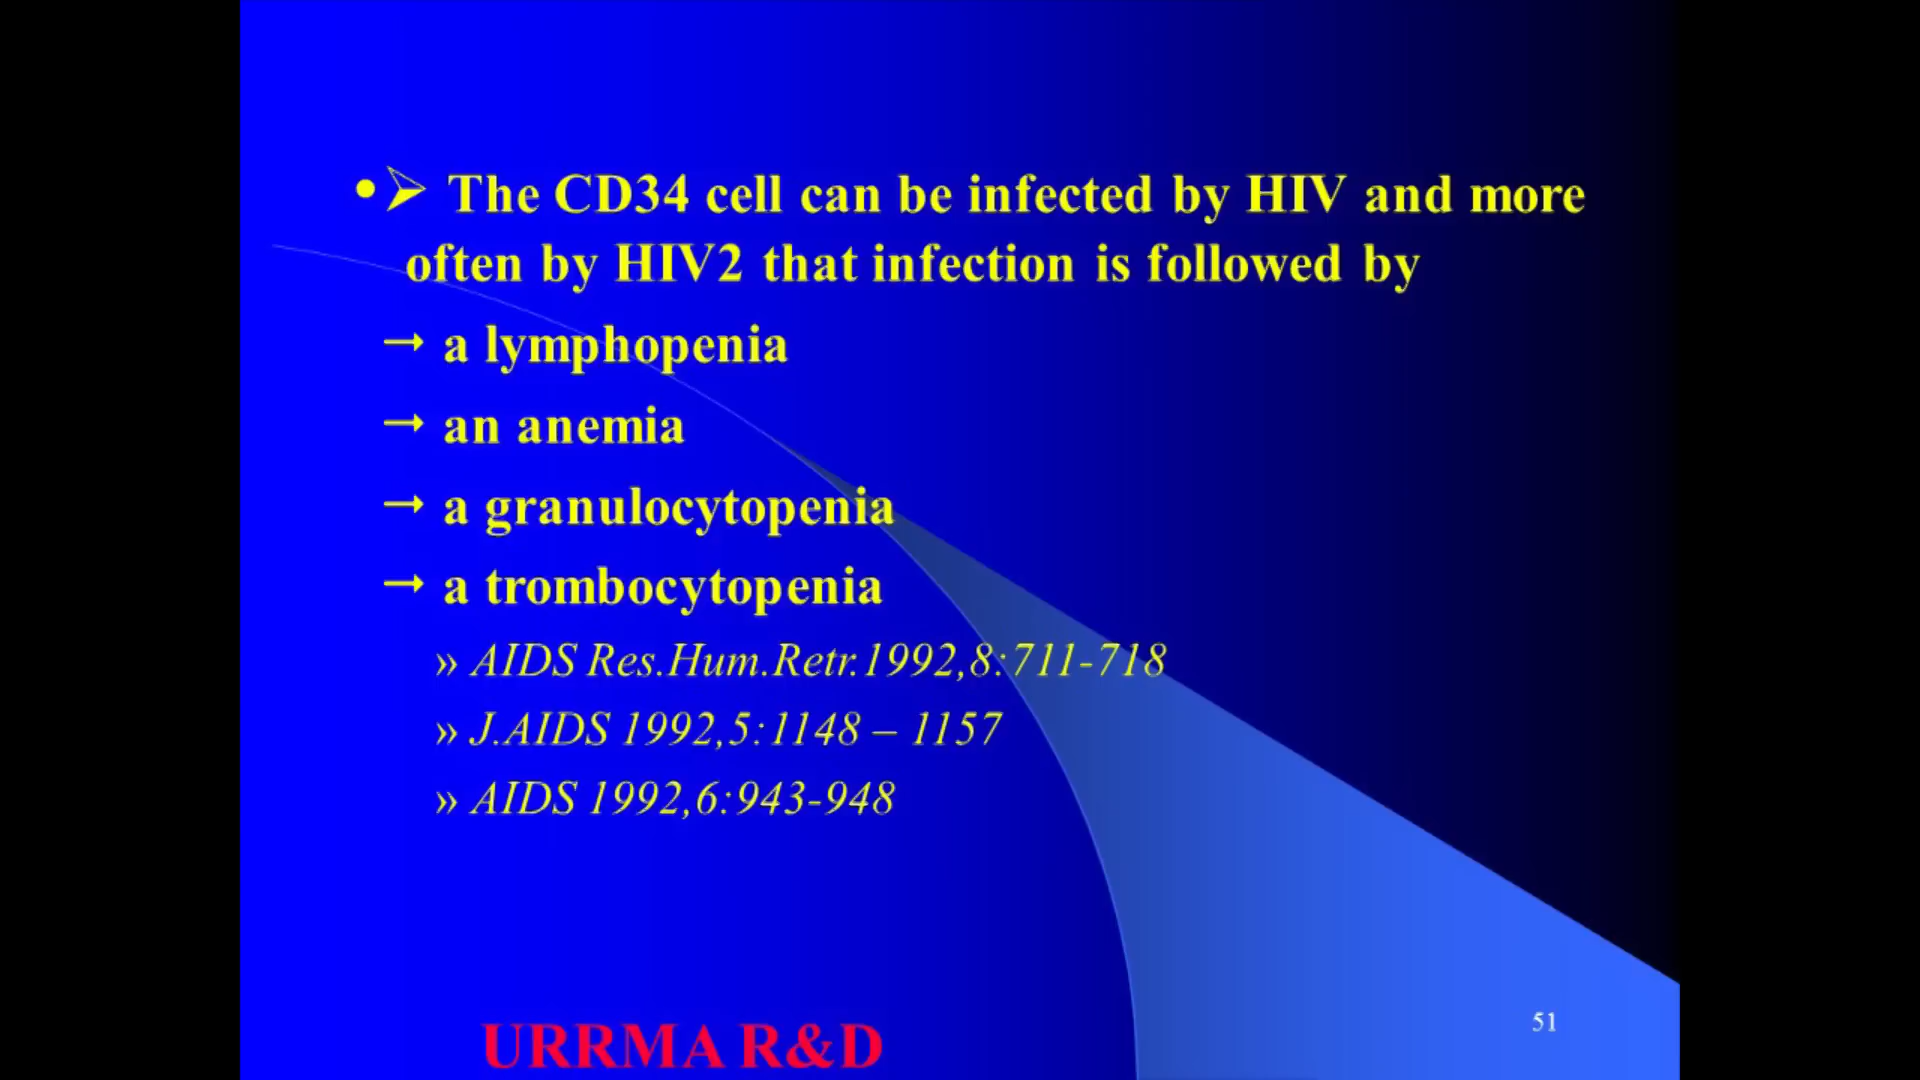 •➢ The CD34 cell can be infected by HIV and more
often by HIV2 that infection is followed by
→ a lymphopenia
→ an anemia
→ a granulocytopenia
→ a trombocytopenia
» AIDS Res.Hum.Retr.1992,8:711-718
» J.AIDS 1992,5:1148 – 1157
» AIDS 1992,6:943-948
URRMA R&D
51